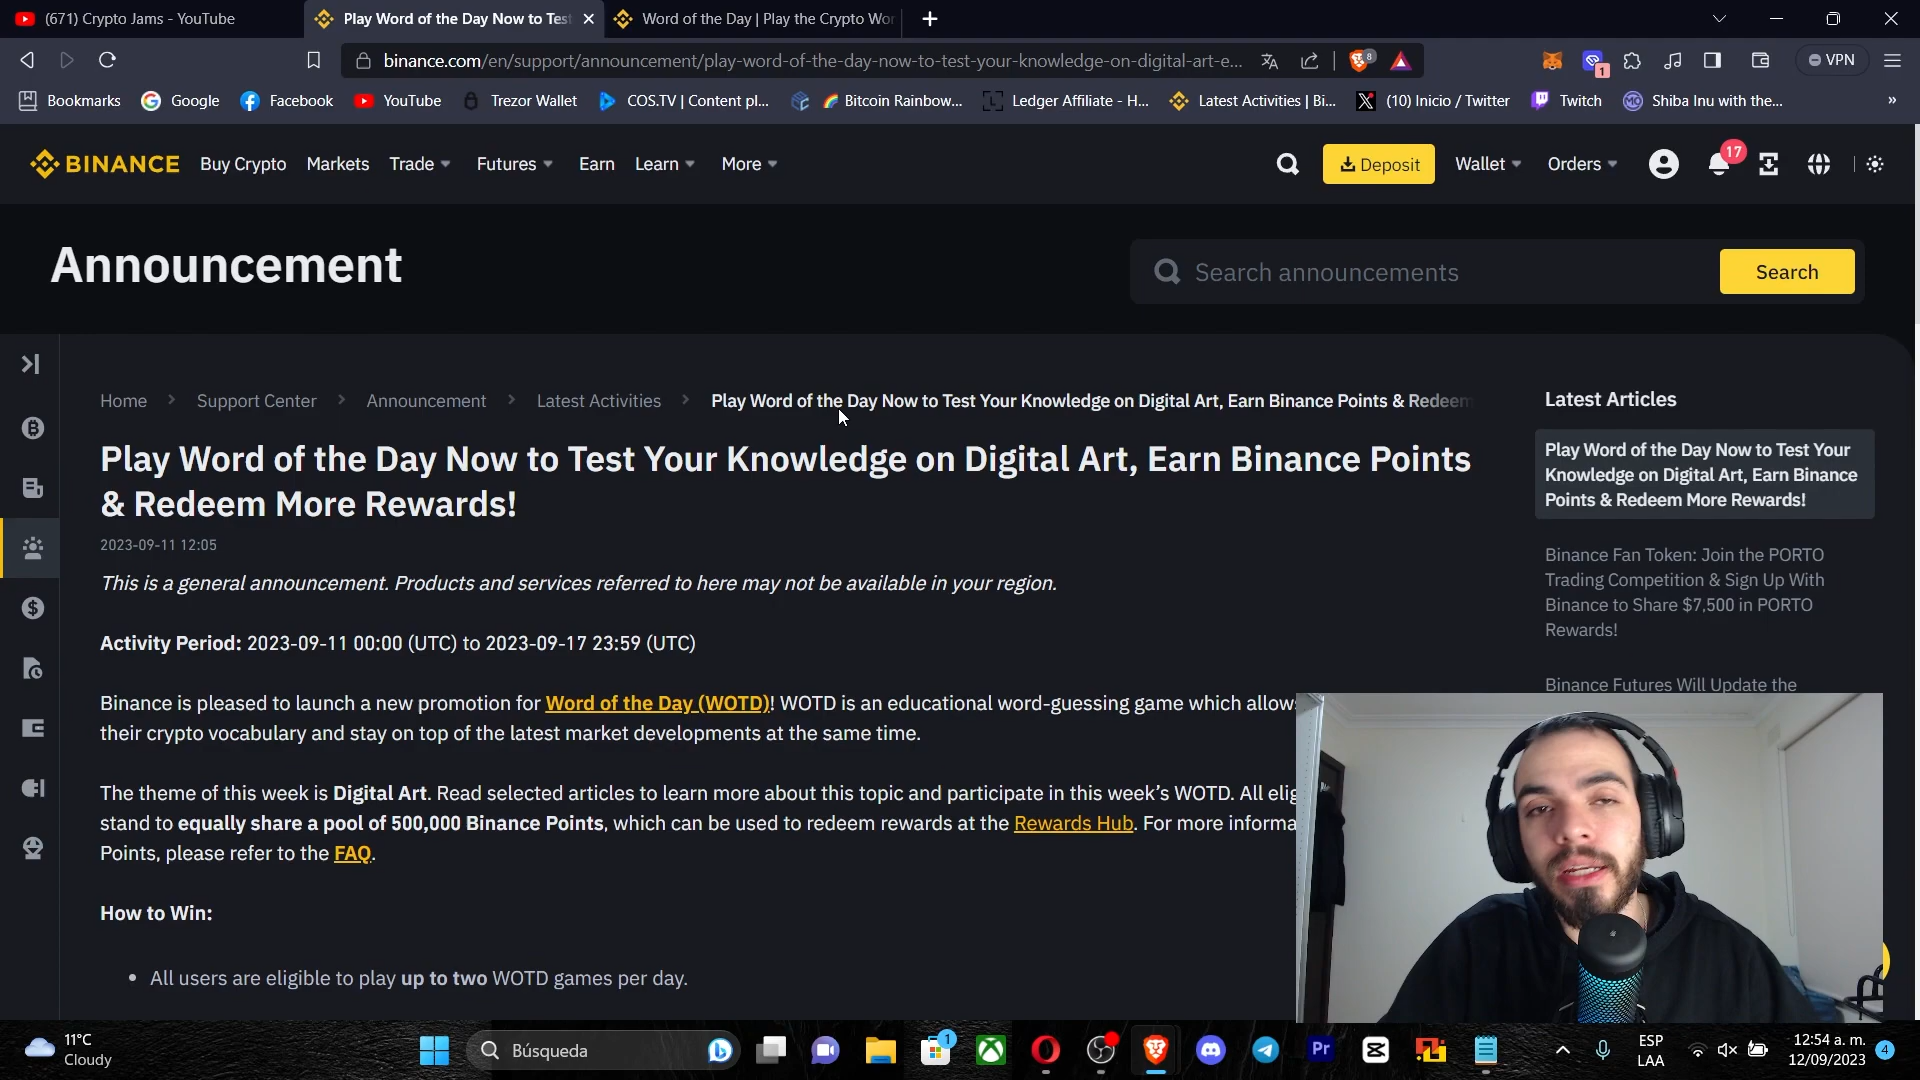 (671) Crypto Jams - YouTube
Play Word of the Day Now to Tes
Word of the Day | Play the Crypto Wor
binance.com/en/support/announcement/play-word-of-the-day-now-to-test-your-knowledge-on-digital-art-e...
8
1
VPN
Bookmarks
Google
Facebook
YouTube
Trezor Wallet
COS.TV | Content pl...
Bitcoin Rainbow...
Ledger Affiliate - H...
Latest Activities | Bi...
(10) Inicio / Twitter
Twitch
Shiba Inu with the...
»
BINANCE
Buy Crypto
Markets
Trade
Futures
Earn
Learn
More
Deposit
Wallet
Orders
17
Announcement
Search announcements
Search
Home
Support Center
Announcement
Latest Activities
Play Word of the Day Now to Test Your Knowledge on Digital Art, Earn Binance Points & Redeem
Play Word of the Day Now to Test Your Knowledge on Digital Art, Earn Binance Points
& Redeem More Rewards!
2023-09-11 12:05
This is a general announcement. Products and services referred to here may not be available in your region.
Activity Period: 2023-09-11 00:00 (UTC) to 2023-09-17 23:59 (UTC)
Binance is pleased to launch a new promotion for Word of the Day (WOTD)! WOTD is an educational word-guessing game which allows
their crypto vocabulary and stay on top of the latest market developments at the same time.
The theme of this week is Digital Art. Read selected articles to learn more about this topic and participate in this week's WOTD. All elig
stand to equally share a pool of 500,000 Binance Points, which can be used to redeem rewards at the Rewards Hub. For more informa
Points, please refer to the FAQ.
How to Win:
• All users are eligible to play up to two WOTD games per day.
Latest Articles
Play Word of the Day Now to Test Your
Knowledge on Digital Art, Earn Binance
Points & Redeem More Rewards!
Binance Fan Token: Join the PORTO
Trading Competition & Sign Up With
Binance to Share $7,500 in PORTO
Rewards!
Binance Futures Will Update the
11°C
Cloudy
Búsqueda
1
Pr
ESP
LAA
12:54 a. m.
12/09/2023
4